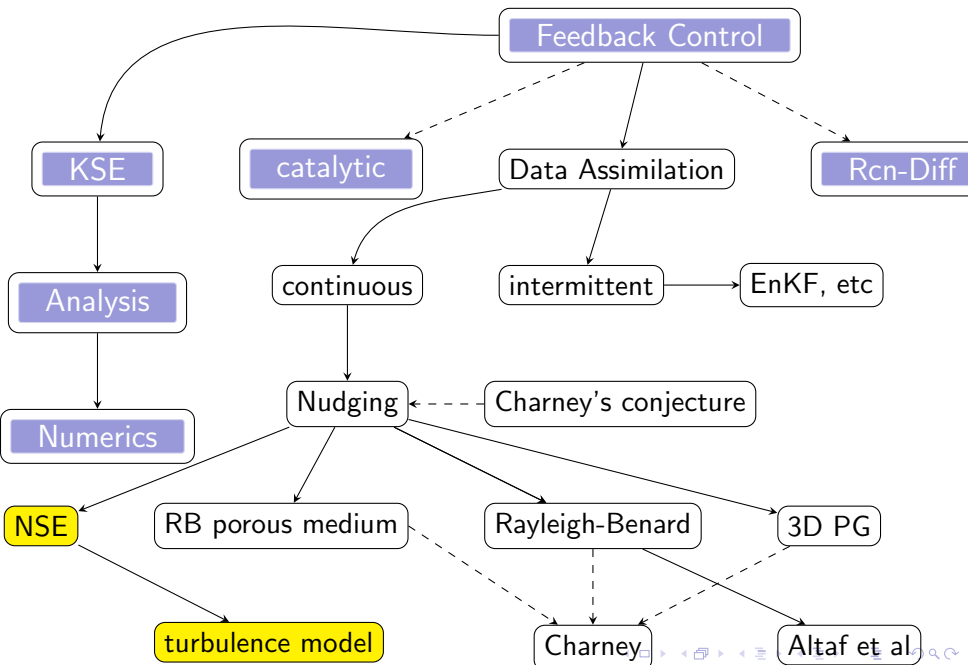 Feedback Control
KSE
catalytic
Data Assimilation
Rcn-Diff
Analysis
continuous
intermittent
EnKF, etc
Numerics
Nudging
Charney's conjecture
NSE
RB porous medium
Rayleigh-Benard
3D PG
turbulence model
Charney
Altaf et al